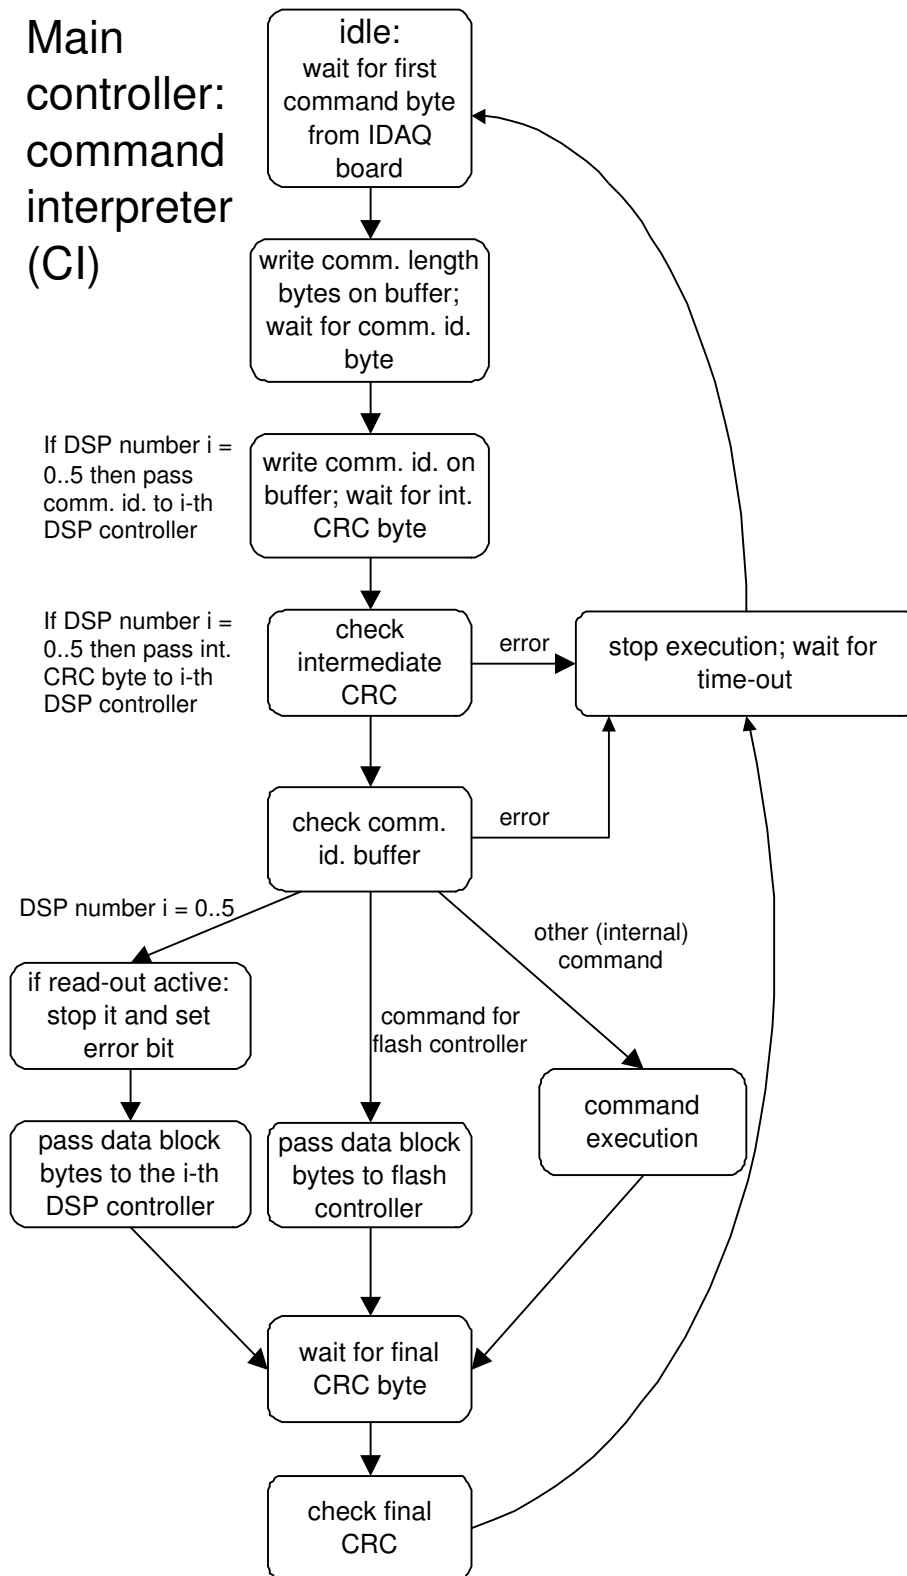 Main
controller:
command
interpreter
(CI)
idle:
wait for first
command byte
from IDAQ
board
write comm. length
bytes on buffer;
wait for comm. id.
byte
If DSP number i =
0..5 then pass
comm. id. to i-th
DSP controller
write comm. id. on
buffer; wait for int.
CRC byte
If DSP number i =
0..5 then pass int.
CRC byte to i-th
DSP controller
check
intermediate
CRC
error
stop execution; wait for
time-out
check comm.
id. buffer
error
DSP number i = 0..5
other (internal)
command
if read-out active:
stop it and set
error bit
command for
flash controller
command
execution
pass data block
bytes to the i-th
DSP controller
pass data block
bytes to flash
controller
wait for final
CRC byte
check final
CRC